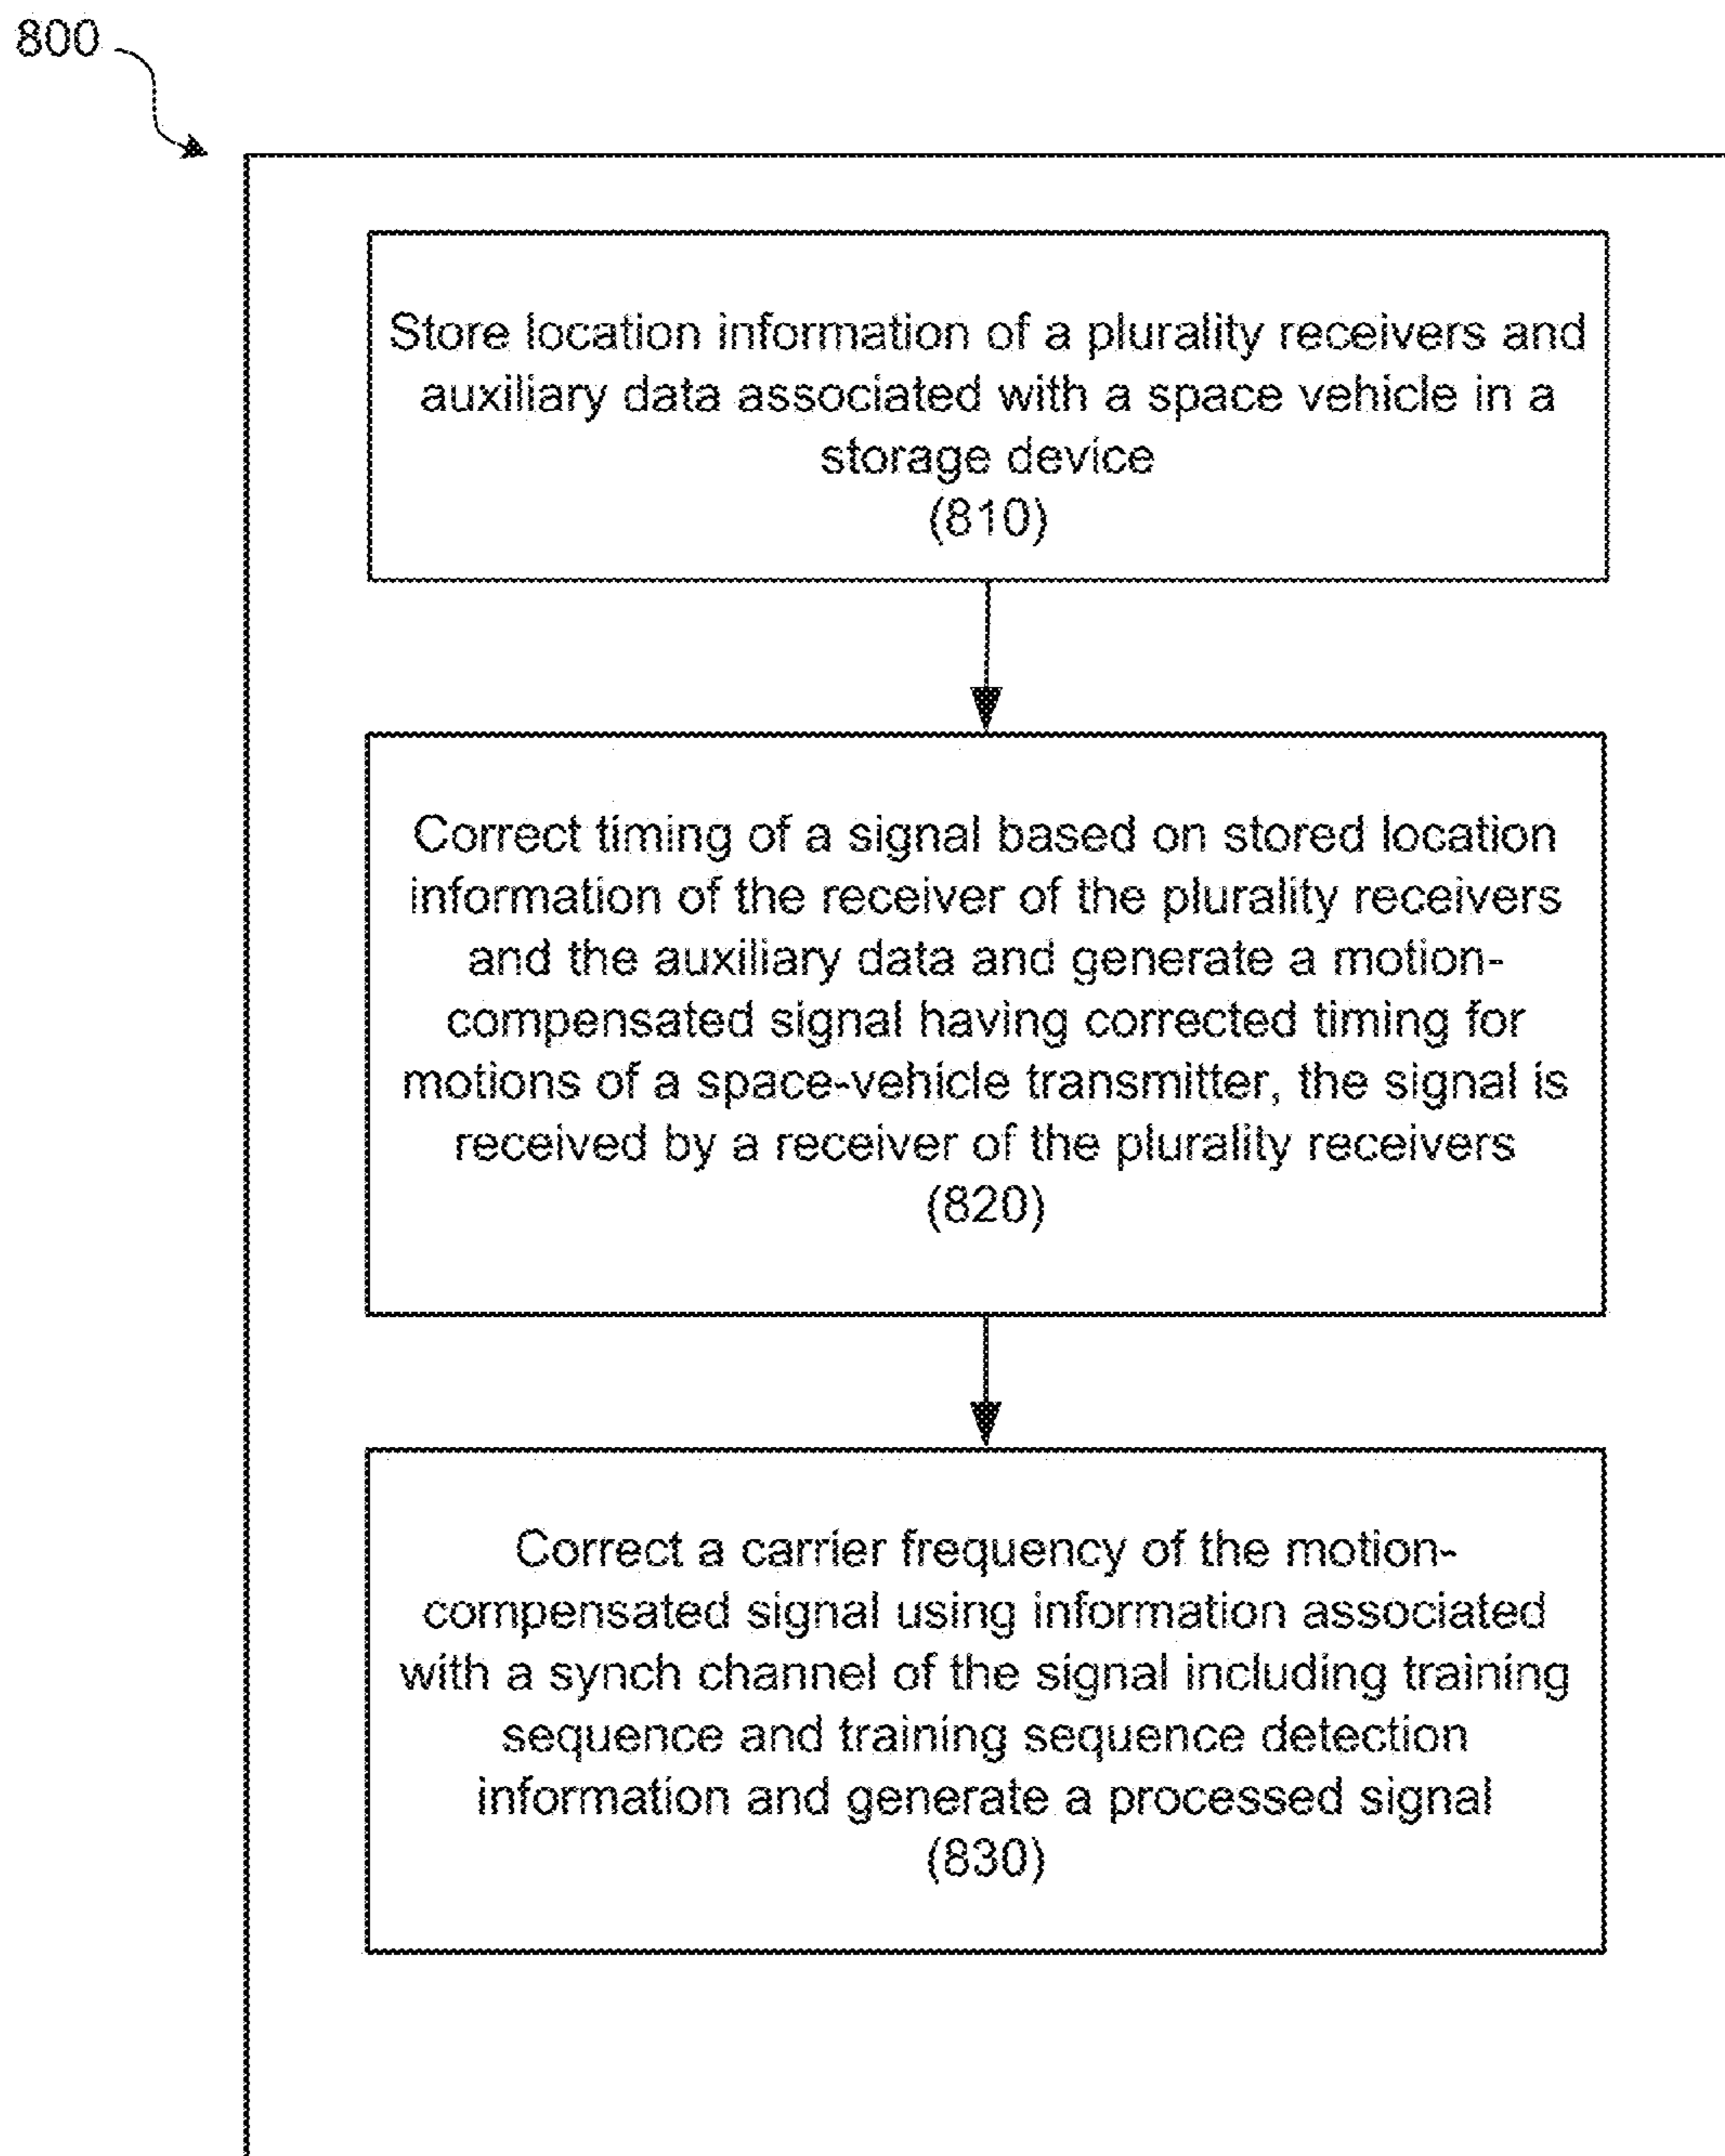 800
Store location information of a plurality receivers and
auxiliary data associated with a space vehicle in a
storage device
(810)
Correct timing of a signal based on stored location
information of the receiver of the plurality receivers
and the auxiliary data and generate a motion-
compensated signal having corrected timing for
motions of a space-vehicle transmitter, the signal is
received by a receiver of the plurality receivers
(820)
Correct a carrier frequency of the motion-
compensated signal using information associated
with a synch channel of the signal including training
sequence and training sequence detection
information and generate a processed signal
(830)